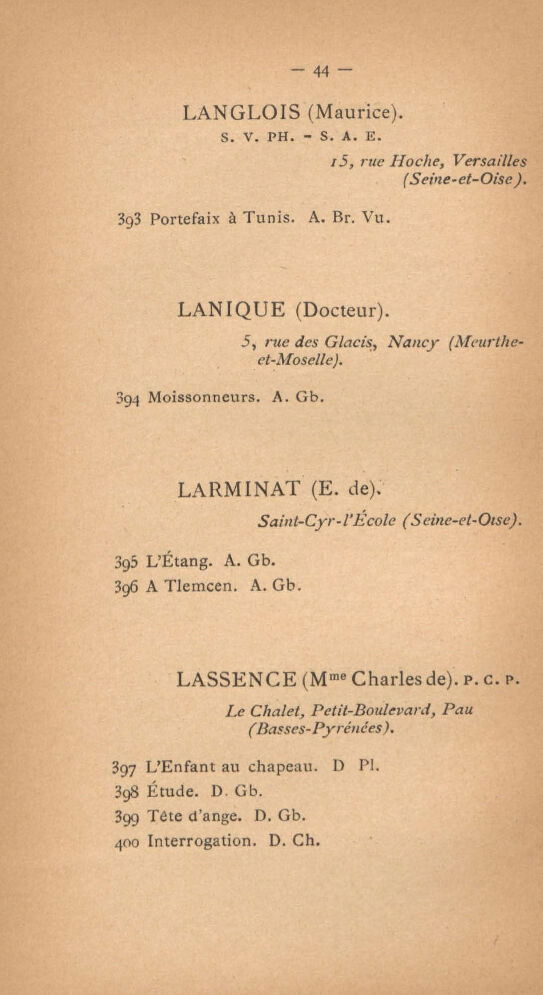 — 44 —
LANGLOIS (Maurice).
S. V. PH. - S. A. E.
15, rue Hoche, Versailles
(Seine-et-Oise).
393 Portefaix à Tunis. A. Br. Vu.
LANIQUE (Docteur).
5, rue des Glacis, Nancy (Meurthe-
et-Moselle).
394 Moissonneurs. A. Gb.
LARMINAT (E. de).
Saint-Cyr-l'École (Seine-et-Oise).
395 L'Étang. A. Gb.
396 A Tlemcen. A. Gb.
LASSENCE (Mme Charles de). P. C. P.
Le Chalet, Petit-Boulevard, Pau
(Basses-Pyrénées).
397 L'Enfant au chapeau. D Pl.
398 Étude. D. Gb.
399 Tête d'ange. D. Gb.
400 Interrogation. D. Ch.